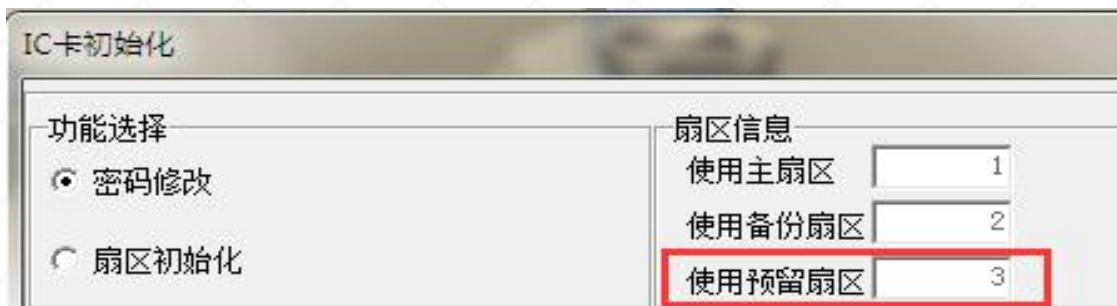 IC卡初始化
功能选择
密码修改
扇区初始化
扇区信息
使用主扇区 1
使用备份扇区 2
使用预留扇区 3